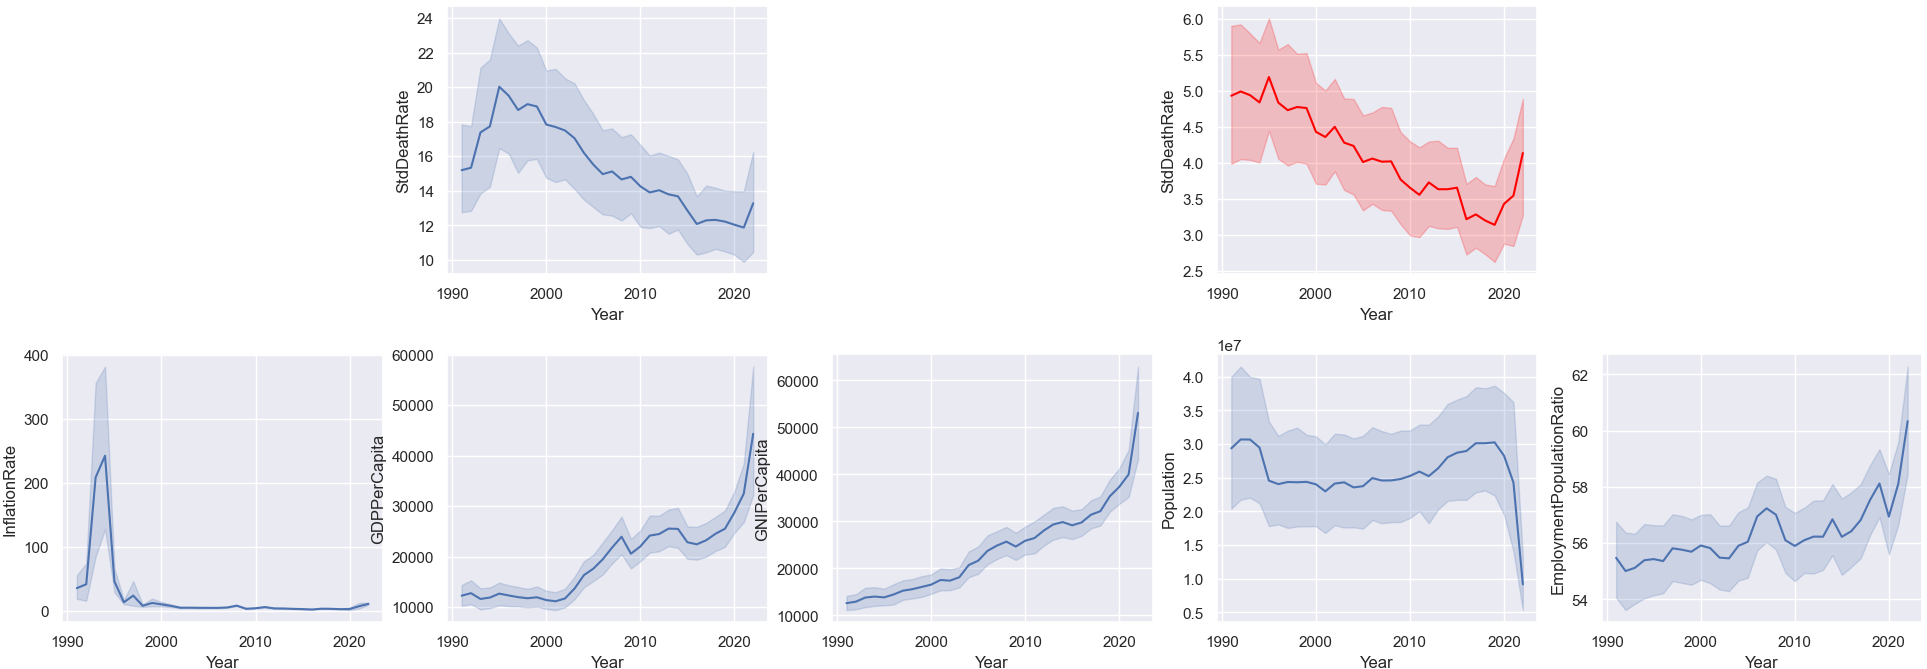 StdDeathRate
24
22
20
18
16
14
12
10
1990 2000 2010 2020
Year
StdDeathRate
6.0
5.5
5.0
4.5
4.0
3.5
3.0
2.5
1990 2000 2010 2020
Year
InflationRate
400
300
200
100
0
1990 2000 2010 2020
Year
GDPPerCapita
60000
50000
40000
30000
20000
10000
1990 2000 2010 2020
Year
GNIPerCapita
60000
50000
40000
30000
20000
10000
1990 2000 2010 2020
Year
1e7
Population
4.0
3.5
3.0
2.5
2.0
1.5
1.0
0.5
1990 2000 2010 2020
Year
EmploymentPopulationRatio
62
60
58
56
54
1990 2000 2010 2020
Year